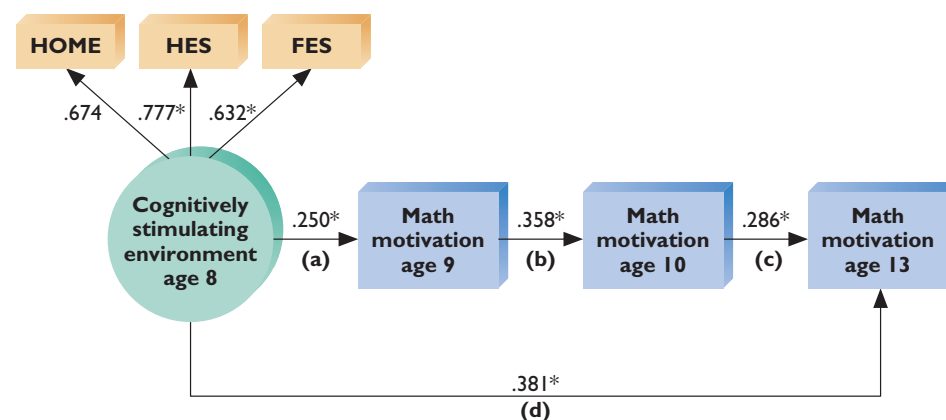 HOME
HES
FES
.674
.777*
.632*
Cognitively
stimulating
environment
age 8
.250*
(a)
Math
motivation
age 9
.358*
(b)
Math
motivation
age 10
.286*
(c)
Math
motivation
age 13
.381*
(d)